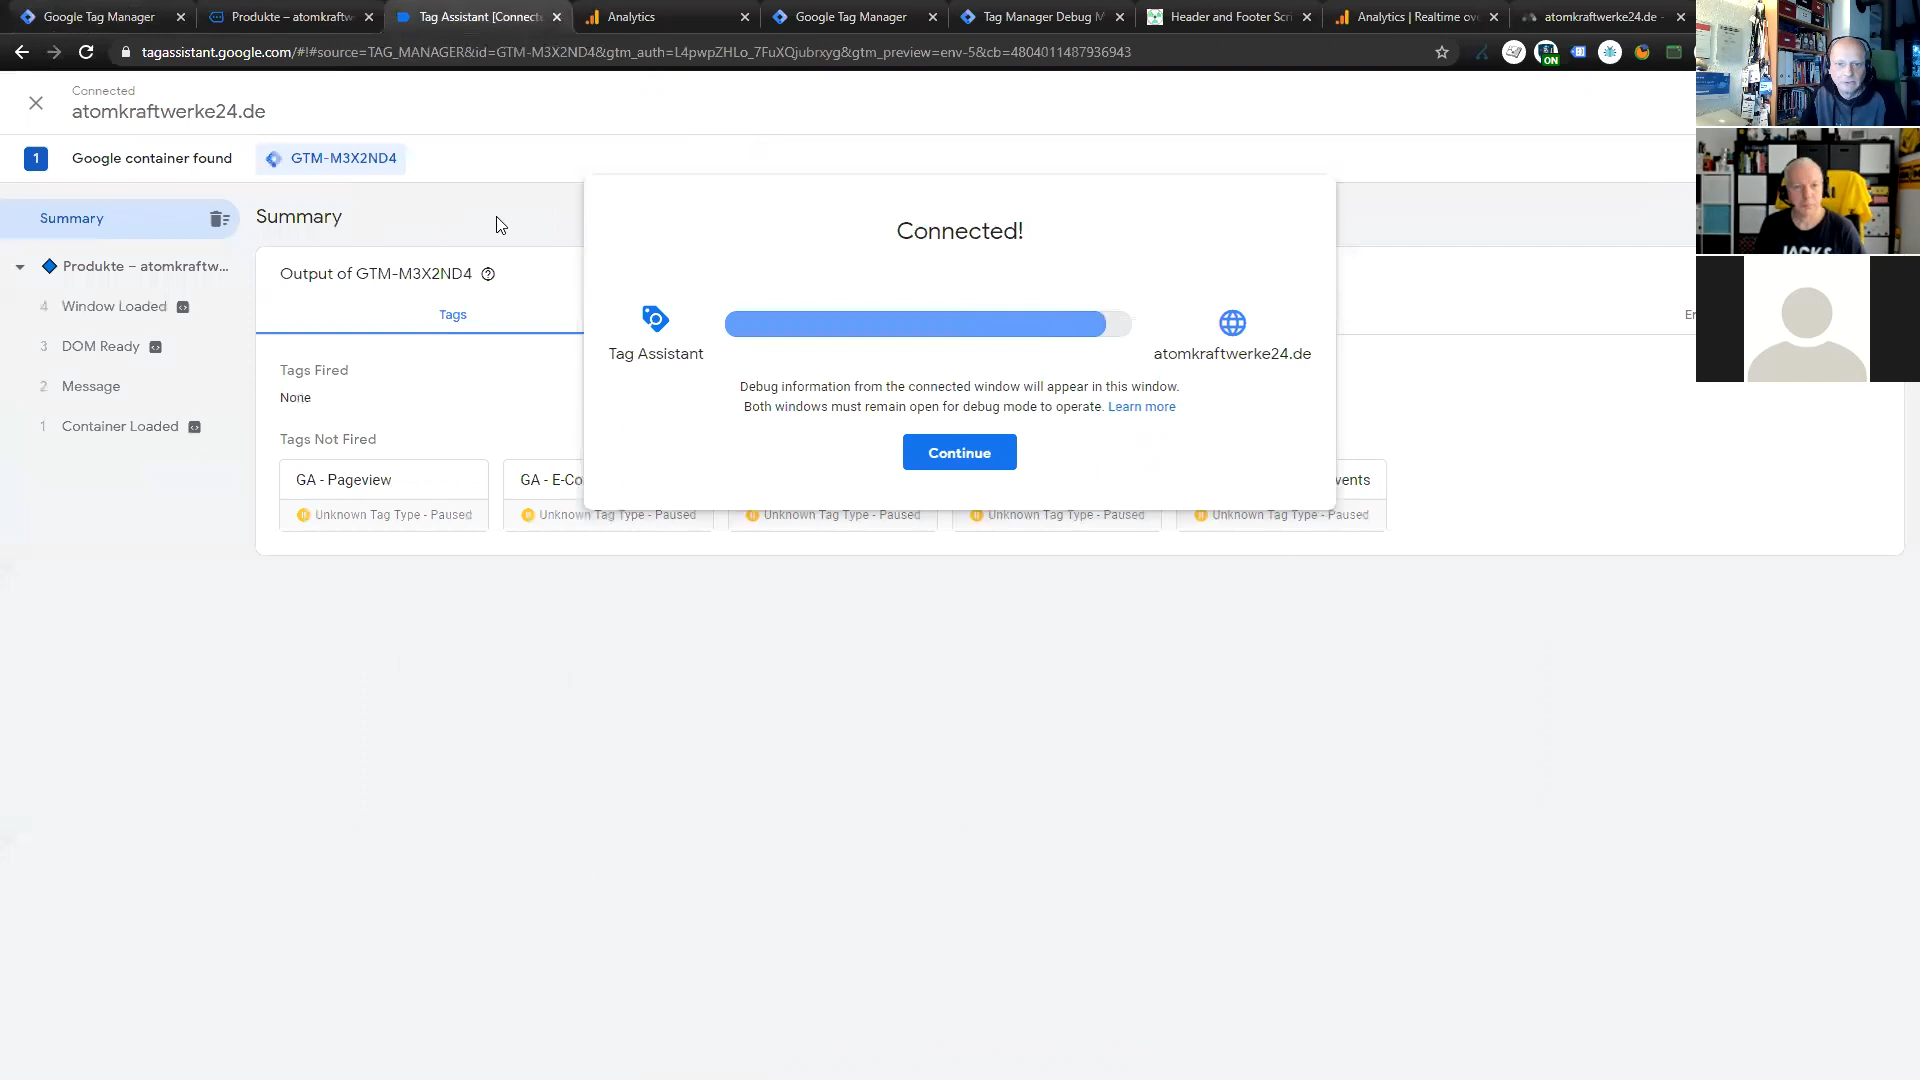 Google Tag Manager
Produkte – atomkraftw
Tag Assistant [Connect
Analytics
Google Tag Manager
Tag Manager Debug M
Header and Footer Scri
Analytics | Realtime ov
atomkraftwerke24.de -
tagassistant.google.com/#!#source=TAG_MANAGER&id=GTM-M3X2ND4&gtm_auth=L4pwpZHLo_7FuXQjubrxyg&gtm_preview=env-5&cb=4804011487936943
ON
Connected
atomkraftwerke24.de
1 Google container found GTM-M3X2ND4
Summary
Produkte – atomkraftw...
4 Window Loaded
3 DOM Ready
2 Message
1 Container Loaded
Summary
Output of GTM-M3X2ND4
Tags
Er
Tags Fired
None
Tags Not Fired
GA - Pageview
Unknown Tag Type - Paused
GA - E-Co
Unknown Tag Type - Paused
Unknown Tag Type - Paused
Unknown Tag Type - Paused
vents
Unknown Tag Type - Paused
Connected!
Tag Assistant
atomkraftwerke24.de
Debug information from the connected window will appear in this window.
Both windows must remain open for debug mode to operate. Learn more
Continue
JACKS